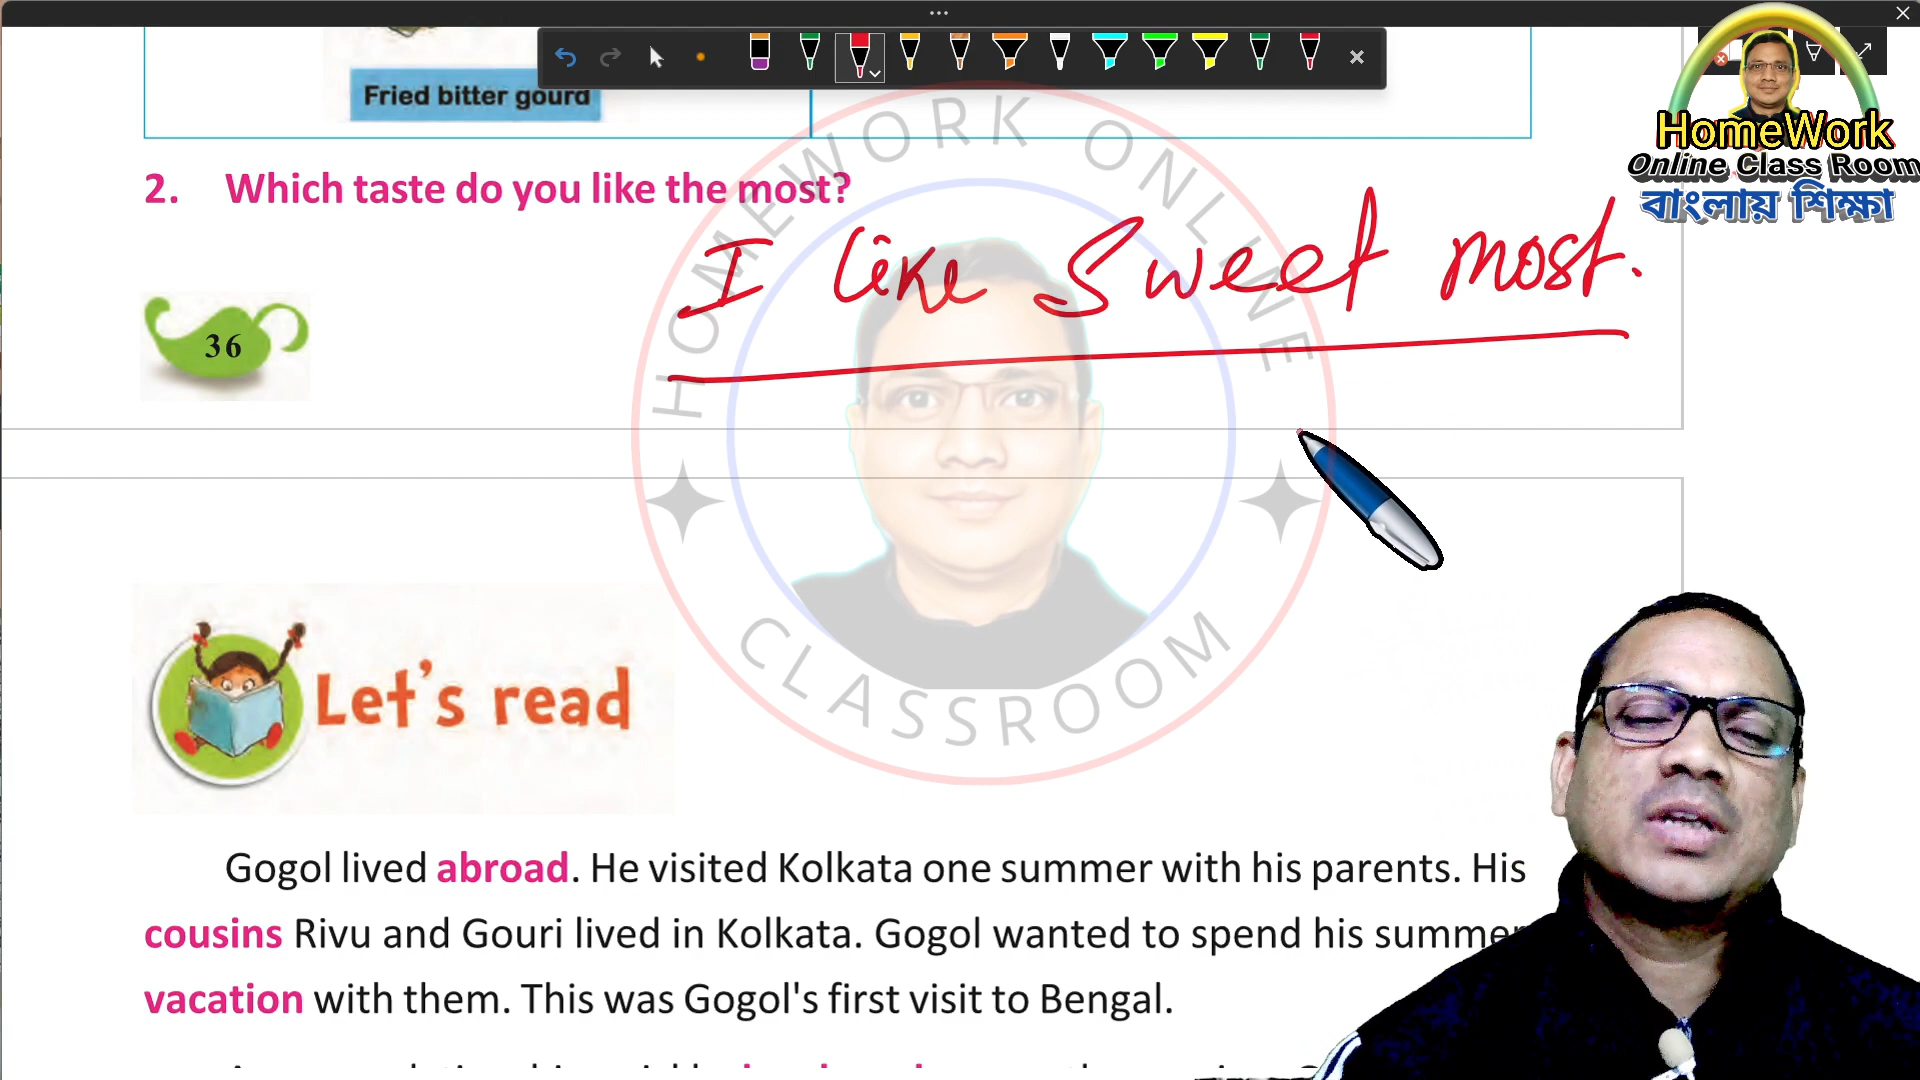 Fried bitter gourd
HomeWork
Online Class Room
বাংলায় শিক্ষা
HOMEWORK ONLINE
2. Which taste do you like the most?
I like Sweet most.
36
Let's read
CLASSROOM
Gogol lived abroad. He visited Kolkata one summer with his parents. His
cousins Rivu and Gouri lived in Kolkata. Gogol wanted to spend his summer
vacation with them. This was Gogol's first visit to Bengal.